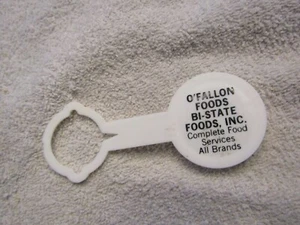 O'FALLON
FOODS
BI-STATE
FOODS, INC.
Complete Food
Services
All Brands